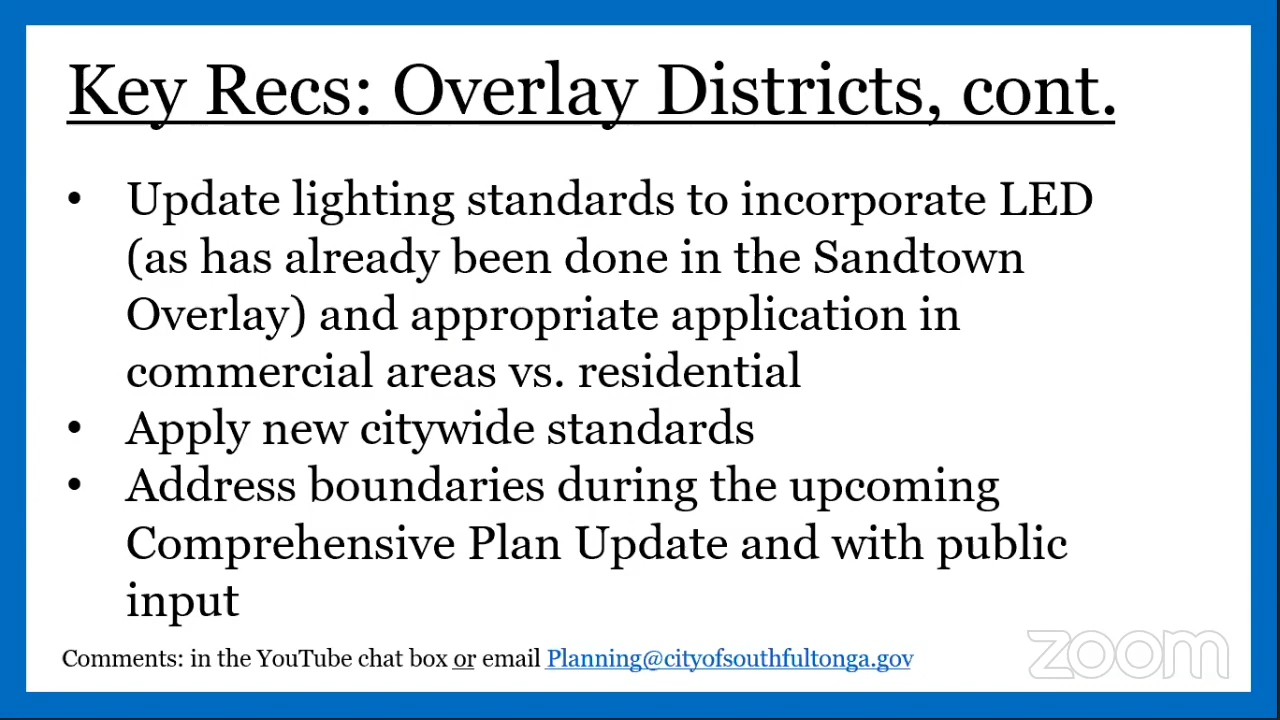 Key Recs: Overlay Districts, cont.
• Update lighting standards to incorporate LED
(as has already been done in the Sandtown
Overlay) and appropriate application in
commercial areas vs. residential
• Apply new citywide standards
• Address boundaries during the upcoming
Comprehensive Plan Update and with public
input
Comments: in the YouTube chat box or email Planning@cityofsouthfultonga.gov
zoom